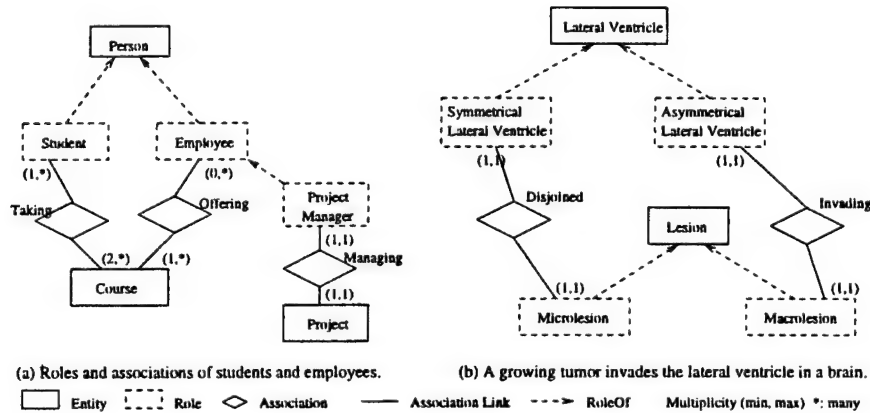 Person
Student
Employee
(1,*)
(0,*)
Taking
Offering
Project
Manager
(2,*)
(1,*)
(1,1)
Managing
Course
(1,1)
Project
(a) Roles and associations of students and employees.
Lateral Ventricle
Symmetrical
Lateral Ventricle
Asymmetrical
Lateral Ventricle
(1,1)
(1,1)
Disjoined
Invading
Lesion
(1,1)
(1,1)
Microlesion
Macrolesion
(b) A growing tumor invades the lateral ventricle in a brain.
Entity Role Association Association Link RoleOf Multiplicity (min, max) *: many